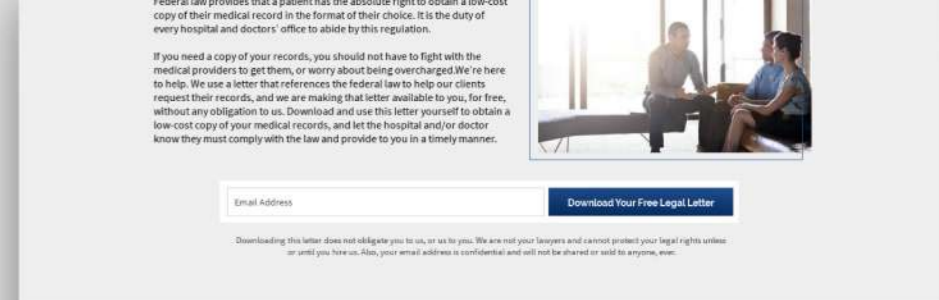 Federal law provides that a patient has the absolute right to obtain a low-cost
copy of their medical record in the format of their choice. It is the duty of
every hospital and doctors' office to abide by this regulation.
If you need a copy of your records, you should not have to fight with the
medical providers to get them, or worry about being overcharged.We're here
to help. We use a letter that references the federal law to help our clients
request their records, and we are making that letter available to you, for free,
without any obligation to us. Download and use this letter yourself to obtain a
low-cost copy of your medical records, and let the hospital and/or doctor
know they must comply with the law and provide to you in a timely manner.
Email Address
Download Your Free Legal Letter
Downloading this letter does not obligate you to us, or us to you. We are not your lawyers and cannot protect your legal rights unless
or until you hire us. Also, your email address is confidential and will not be shared or sold to anyone, ever.